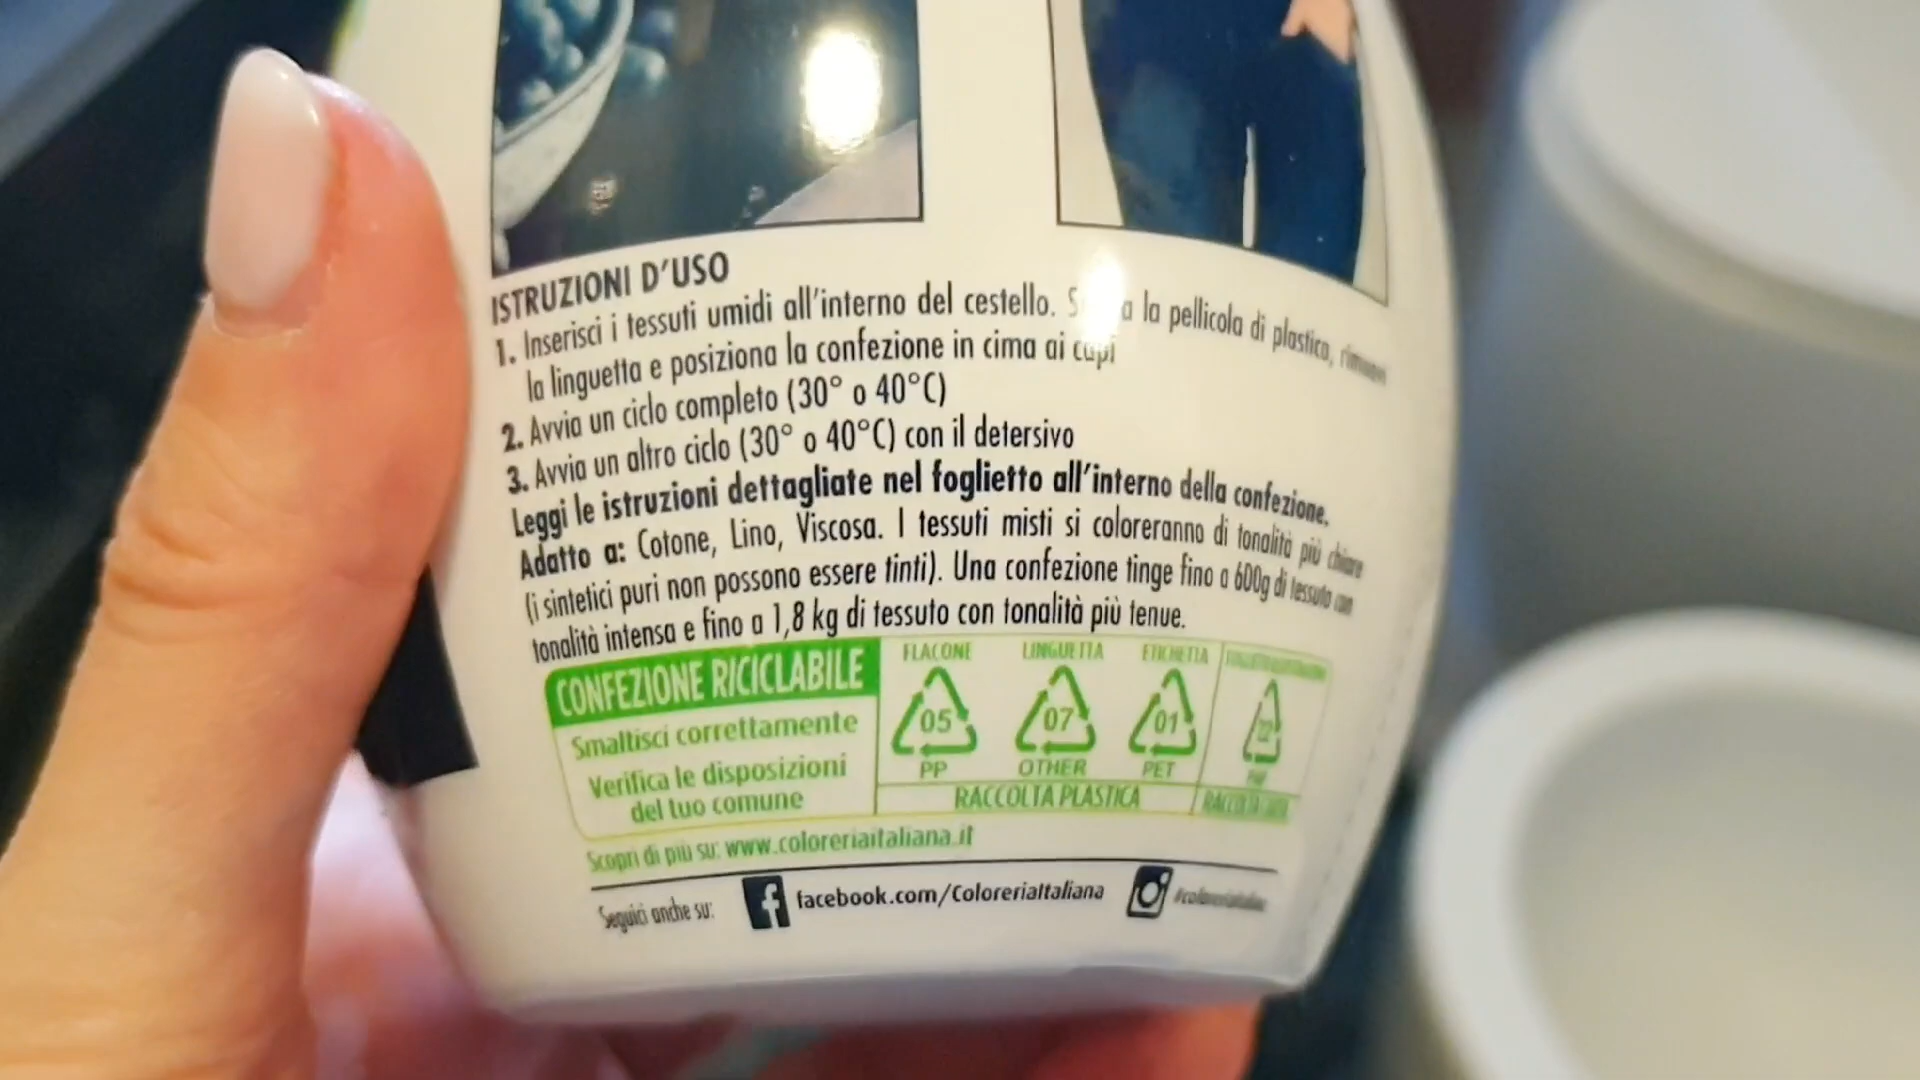 ISTRUZIONI D'USO
1. Inserisci i tessuti umidi all'interno del cestello. la pellicola di plastica, rimuovi
la linguetta e posiziona la confezione in cima ai capi
2. Avvia un ciclo completo (30° o 40°C)
3. Avvia un altro ciclo (30° o 40°C) con il detersivo
Leggi le istruzioni dettagliate nel foglietto all'interno della confezione.
Adatto a: Cotone, Lino, Viscosa. I tessuti misti si coloreranno di tonalità più chiare
(i sintetici puri non possono essere tinti). Una confezione tinge fino a 600g di tessuto con
tonalità intensa e fino a 1,8 kg di tessuto con tonalità più tenue.
CONFEZIONE RICICLABILE
Smaltisci correttamente
Verifica le disposizioni
del tuo comune
FLACONE
05
PP
LINGUETTA
07
OTHER
ETICHETTA
01
PET
RACCOLTA PLASTICA
22
PAP
RACCOLTA CARTA
Scopri di più su: www.coloreriaitaliana.it
Seguici anche su:
facebook.com/ColoreriaItaliana
#coloreriaitaliana